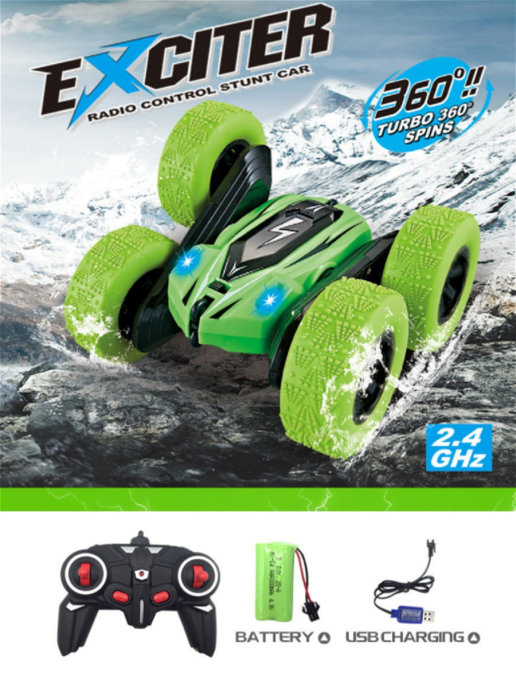 EXCITER
RADIO CONTROL STUNT CAR
360°!!
TURBO 360°
SPINS
2.4
GHz
BATTERY
USB CHARGING